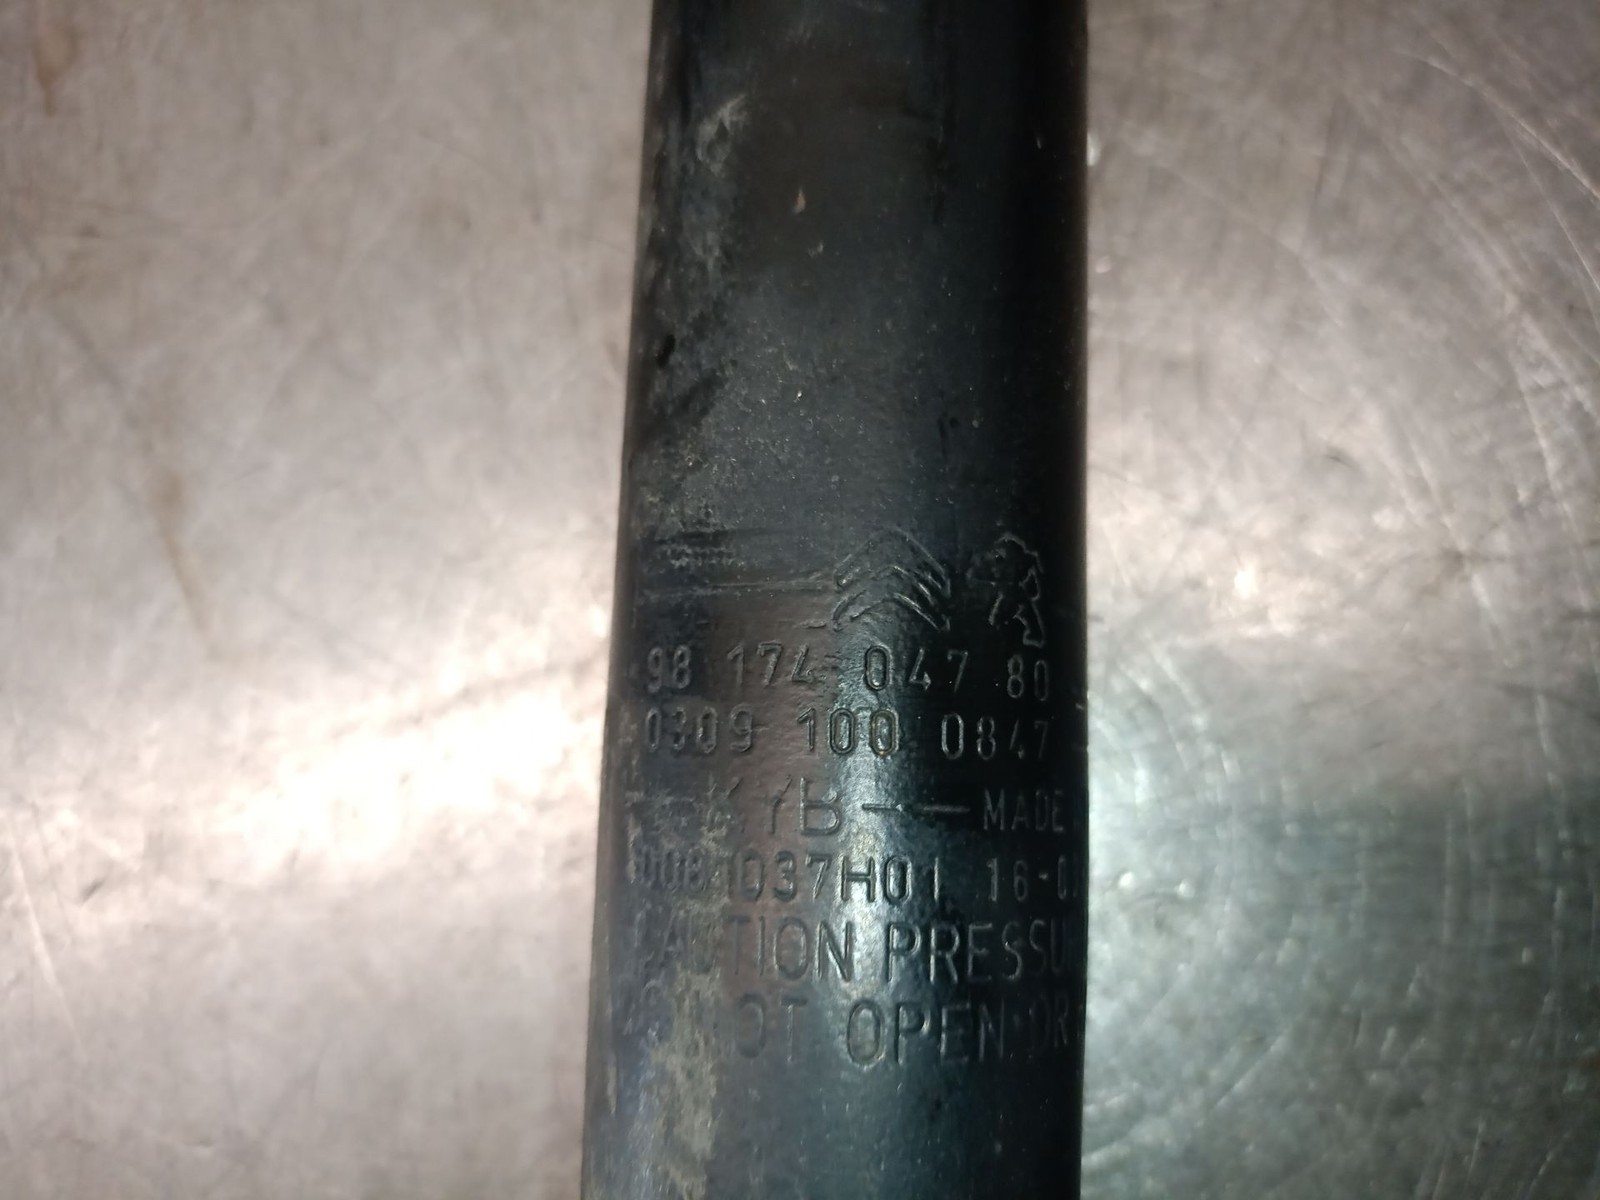 98 174 047 80
0309 100 0847
KYB — MADE
037H01 16-0
CAUTION PRESSU
NOT OPEN OR